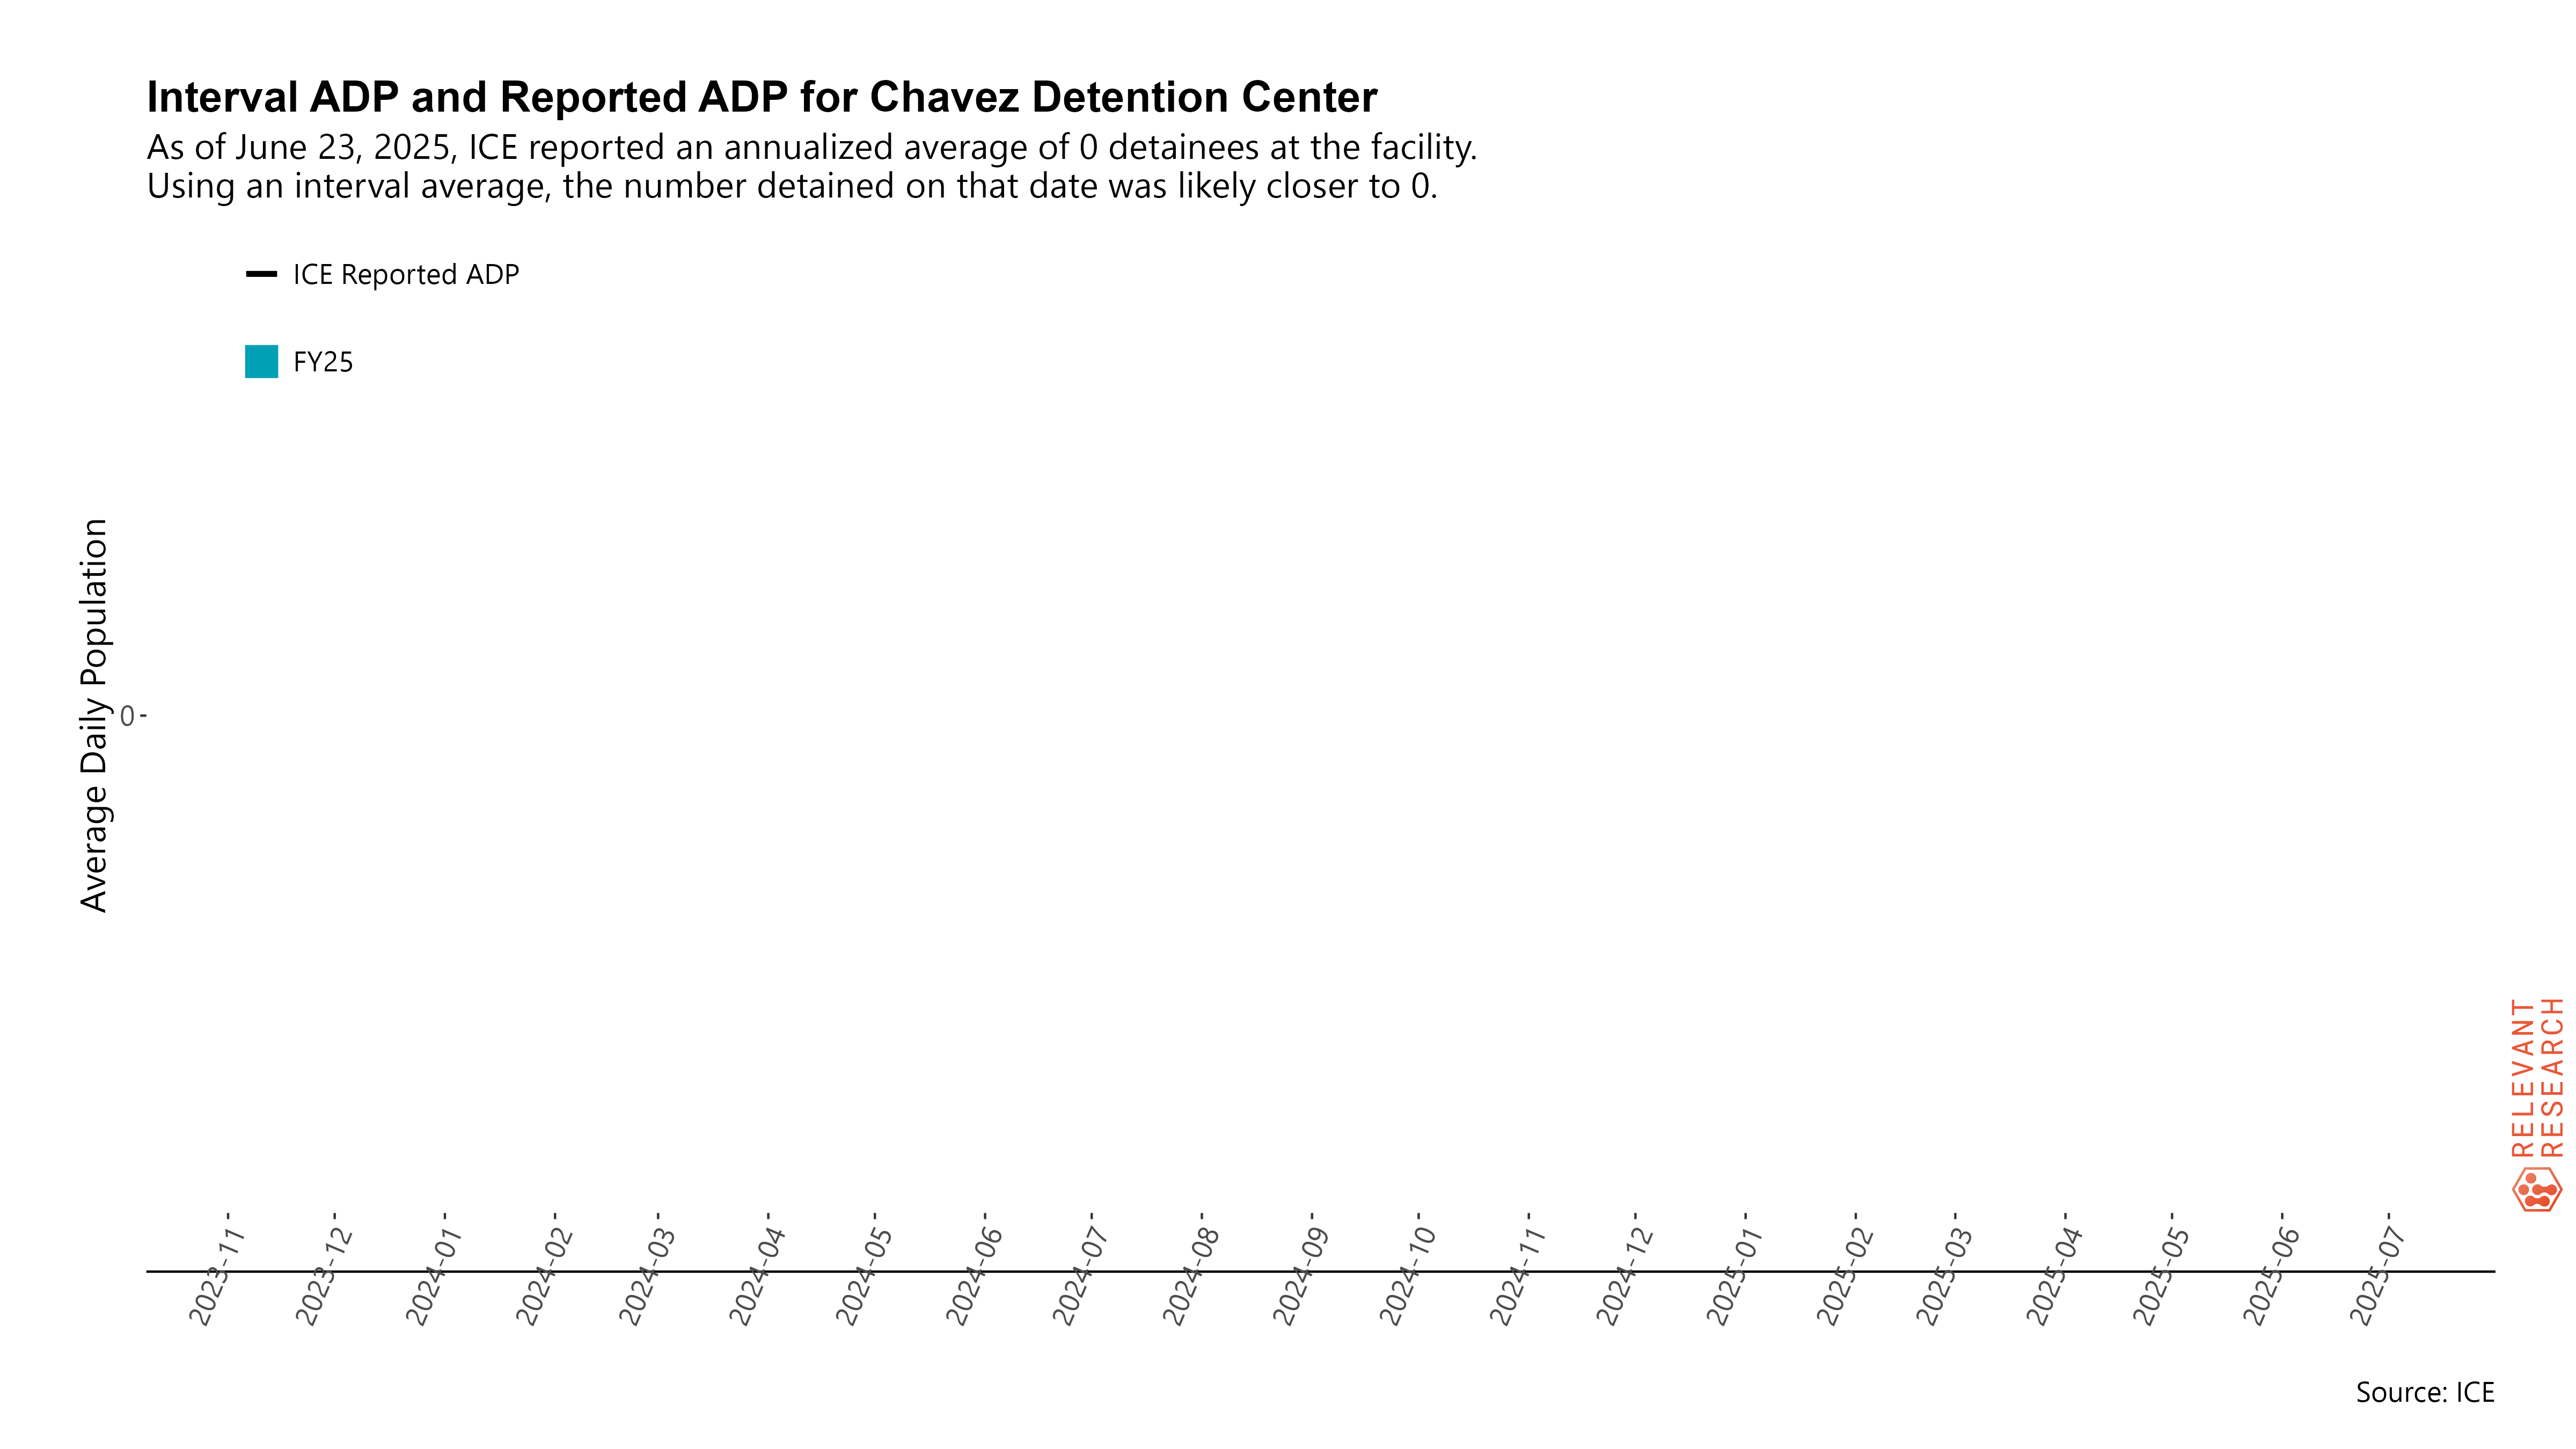 Interval ADP and Reported ADP for Chavez Detention Center
As of June 23, 2025, ICE reported an annualized average of 0 detainees at the facility.
Using an interval average, the number detained on that date was likely closer to 0.
ICE Reported ADP
FY25
Average Daily Population
0
2023-11
2023-12
2024-01
2024-02
2024-03
2024-04
2024-05
2024-06
2024-07
2024-08
2024-09
2024-10
2024-11
2024-12
2025-01
2025-02
2025-03
2025-04
2025-05
2025-06
2025-07
RELEVANT
RESEARCH
Source: ICE